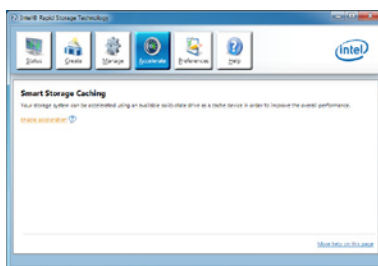 Intel® Rapid Storage Technology
Status Create Manage Accelerate Preferences Help
intel
Smart Storage Caching
Your storage system can be accelerated using an available solid-state drive as a cache device in order to improve the overall performance.
Enable acceleration
More help on this page